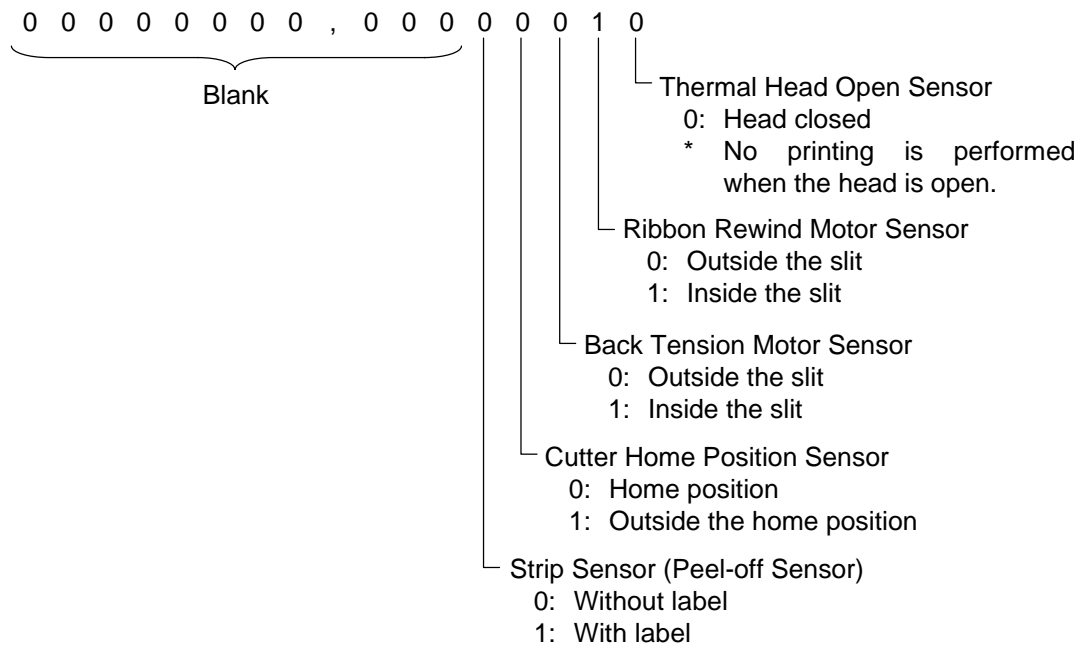 0 0 0 0 0 0 0 0 , 0 0 0 0 0 0 1 0
Blank
Thermal Head Open Sensor
0: Head closed
* No printing is performed
when the head is open.
Ribbon Rewind Motor Sensor
0: Outside the slit
1: Inside the slit
Back Tension Motor Sensor
0: Outside the slit
1: Inside the slit
Cutter Home Position Sensor
0: Home position
1: Outside the home position
Strip Sensor (Peel-off Sensor)
0: Without label
1: With label